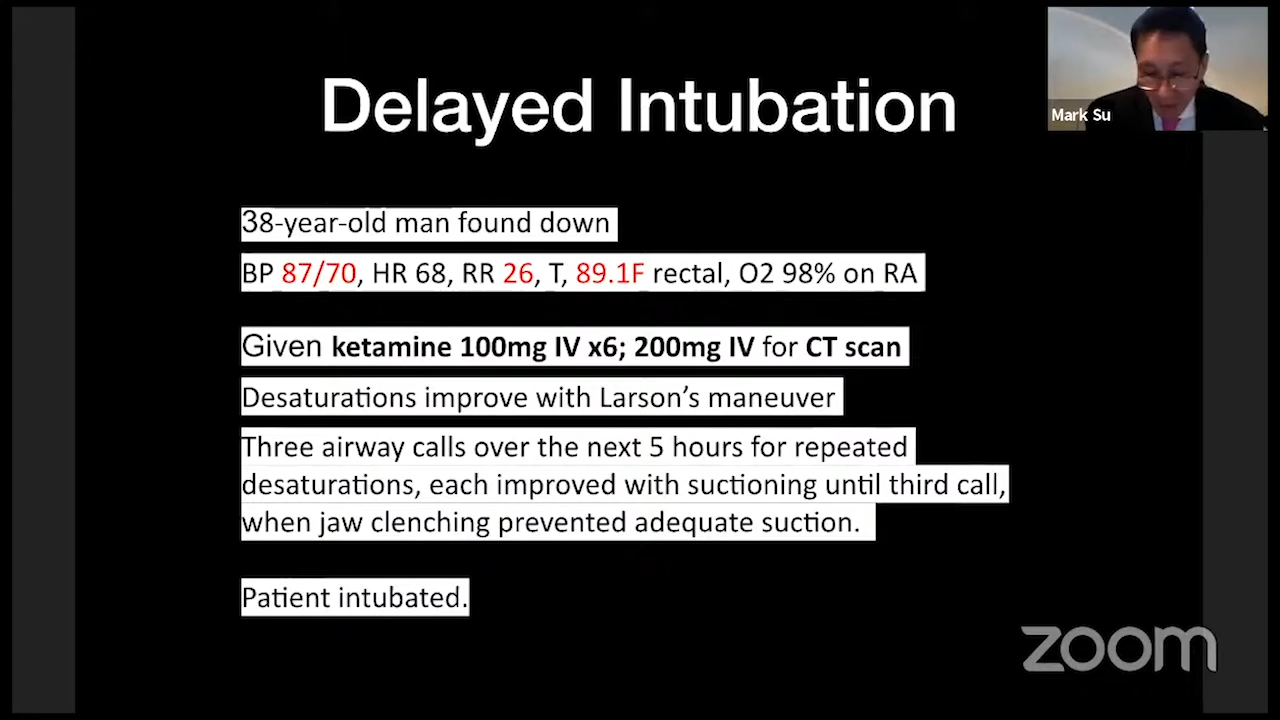 Delayed Intubation
Mark Su
38-year-old man found down
BP 87/70, HR 68, RR 26, T, 89.1F rectal, O2 98% on RA
Given ketamine 100mg IV x6; 200mg IV for CT scan
Desaturations improve with Larson’s maneuver
Three airway calls over the next 5 hours for repeated
desaturations, each improved with suctioning until third call,
when jaw clenching prevented adequate suction.
Patient intubated.
zoom